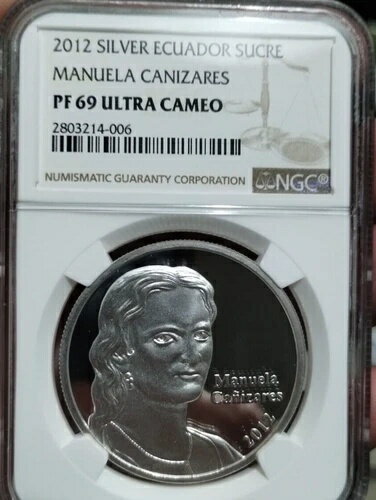 2012 SILVER ECUADOR SUCRE
MANUELA CANIZARES
PF 69 ULTRA CAMEO
2803214-006
NUMISMATIC GUARANTY CORPORATION NGC®
Manuela
Cañizares
2012